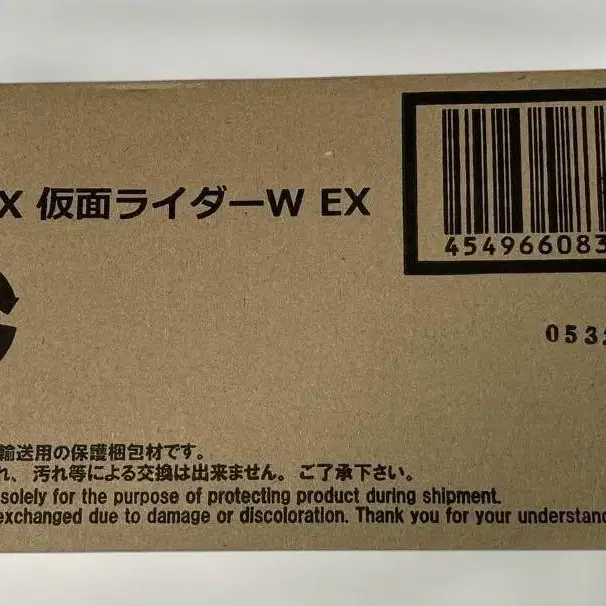 X 仮面ライダーW EX
454966083
0532
輸送用の保護梱包材です。
れ、汚れ等による交換は出来ません。ご了承下さい。
solely for the purpose of protecting product during shipment.
exchanged due to damage or discoloration. Thank you for your understand